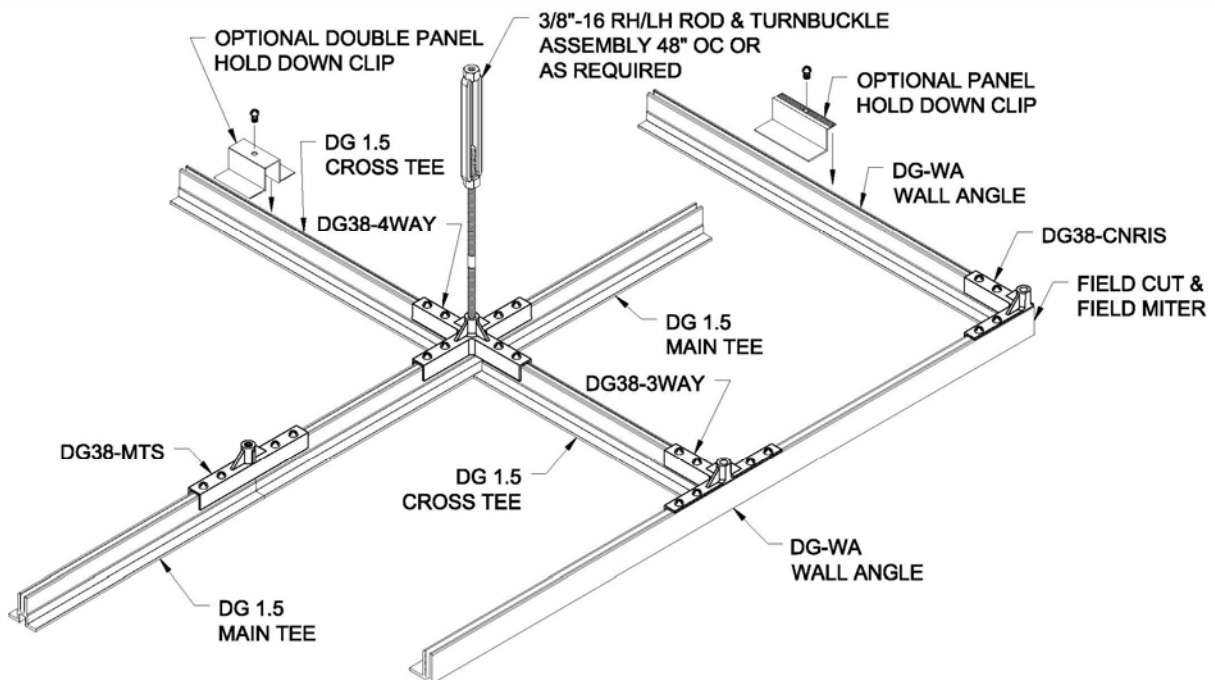 3/8"-16 RH/LH ROD & TURNBUCKLE
ASSEMBLY 48" OC OR
AS REQUIRED
OPTIONAL DOUBLE PANEL
HOLD DOWN CLIP
OPTIONAL PANEL
HOLD DOWN CLIP
DG 1.5
CROSS TEE
DG-WA
WALL ANGLE
DG38-4WAY
DG38-CNRIS
FIELD CUT &
FIELD MITER
DG 1.5
MAIN TEE
DG38-3WAY
DG38-MTS
DG 1.5
CROSS TEE
DG-WA
WALL ANGLE
DG 1.5
MAIN TEE